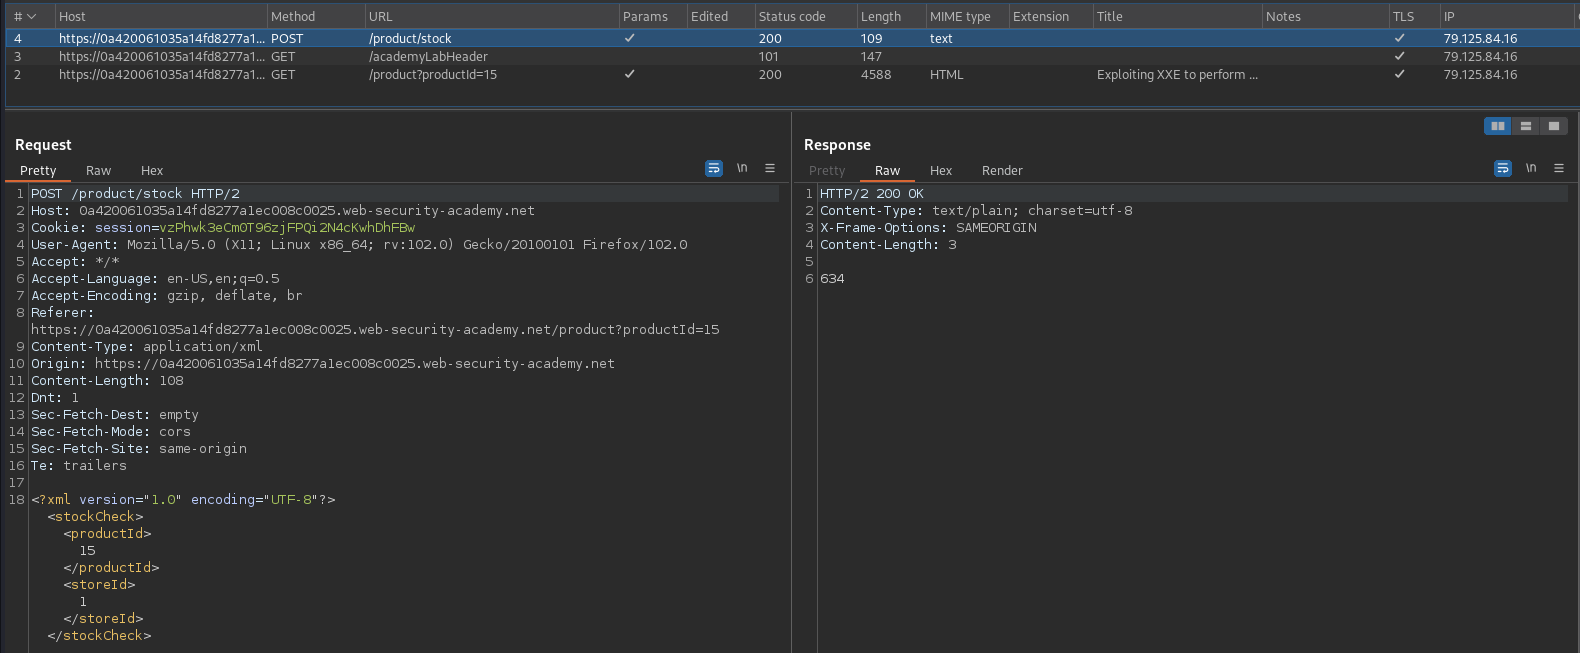 # Host Method URL Params Edited Status code Length MIME type Extension Title Notes TLS IP
4 https://0a420061035a14fd8277a1... POST /product/stock ✓ 200 109 text ✓ 79.125.84.16
3 https://0a420061035a14fd8277a1... GET /academyLabHeader 101 147 ✓ 79.125.84.16
2 https://0a420061035a14fd8277a1... GET /product?productId=15 ✓ 200 4588 HTML Exploiting XXE to perform ... ✓ 79.125.84.16
Request
Pretty Raw Hex \n
1 POST /product/stock HTTP/2
2 Host: 0a420061035a14fd8277a1ec008c0025.web-security-academy.net
3 Cookie: session=vzPhwk3eCm0T96zjFPQi2N4cKwhDhFBw
4 User-Agent: Mozilla/5.0 (X11; Linux x86_64; rv:102.0) Gecko/20100101 Firefox/102.0
5 Accept: */*
6 Accept-Language: en-US,en;q=0.5
7 Accept-Encoding: gzip, deflate, br
8 Referer:
https://0a420061035a14fd8277a1ec008c0025.web-security-academy.net/product?productId=15
9 Content-Type: application/xml
10 Origin: https://0a420061035a14fd8277a1ec008c0025.web-security-academy.net
11 Content-Length: 108
12 Dnt: 1
13 Sec-Fetch-Dest: empty
14 Sec-Fetch-Mode: cors
15 Sec-Fetch-Site: same-origin
16 Te: trailers
17
18 <?xml version="1.0" encoding="UTF-8"?>
<stockCheck>
<productId>
15
</productId>
<storeId>
1
</storeId>
</stockCheck>
Response
Pretty Raw Hex Render \n
1 HTTP/2 200 OK
2 Content-Type: text/plain; charset=utf-8
3 X-Frame-Options: SAMEORIGIN
4 Content-Length: 3
5
6 634